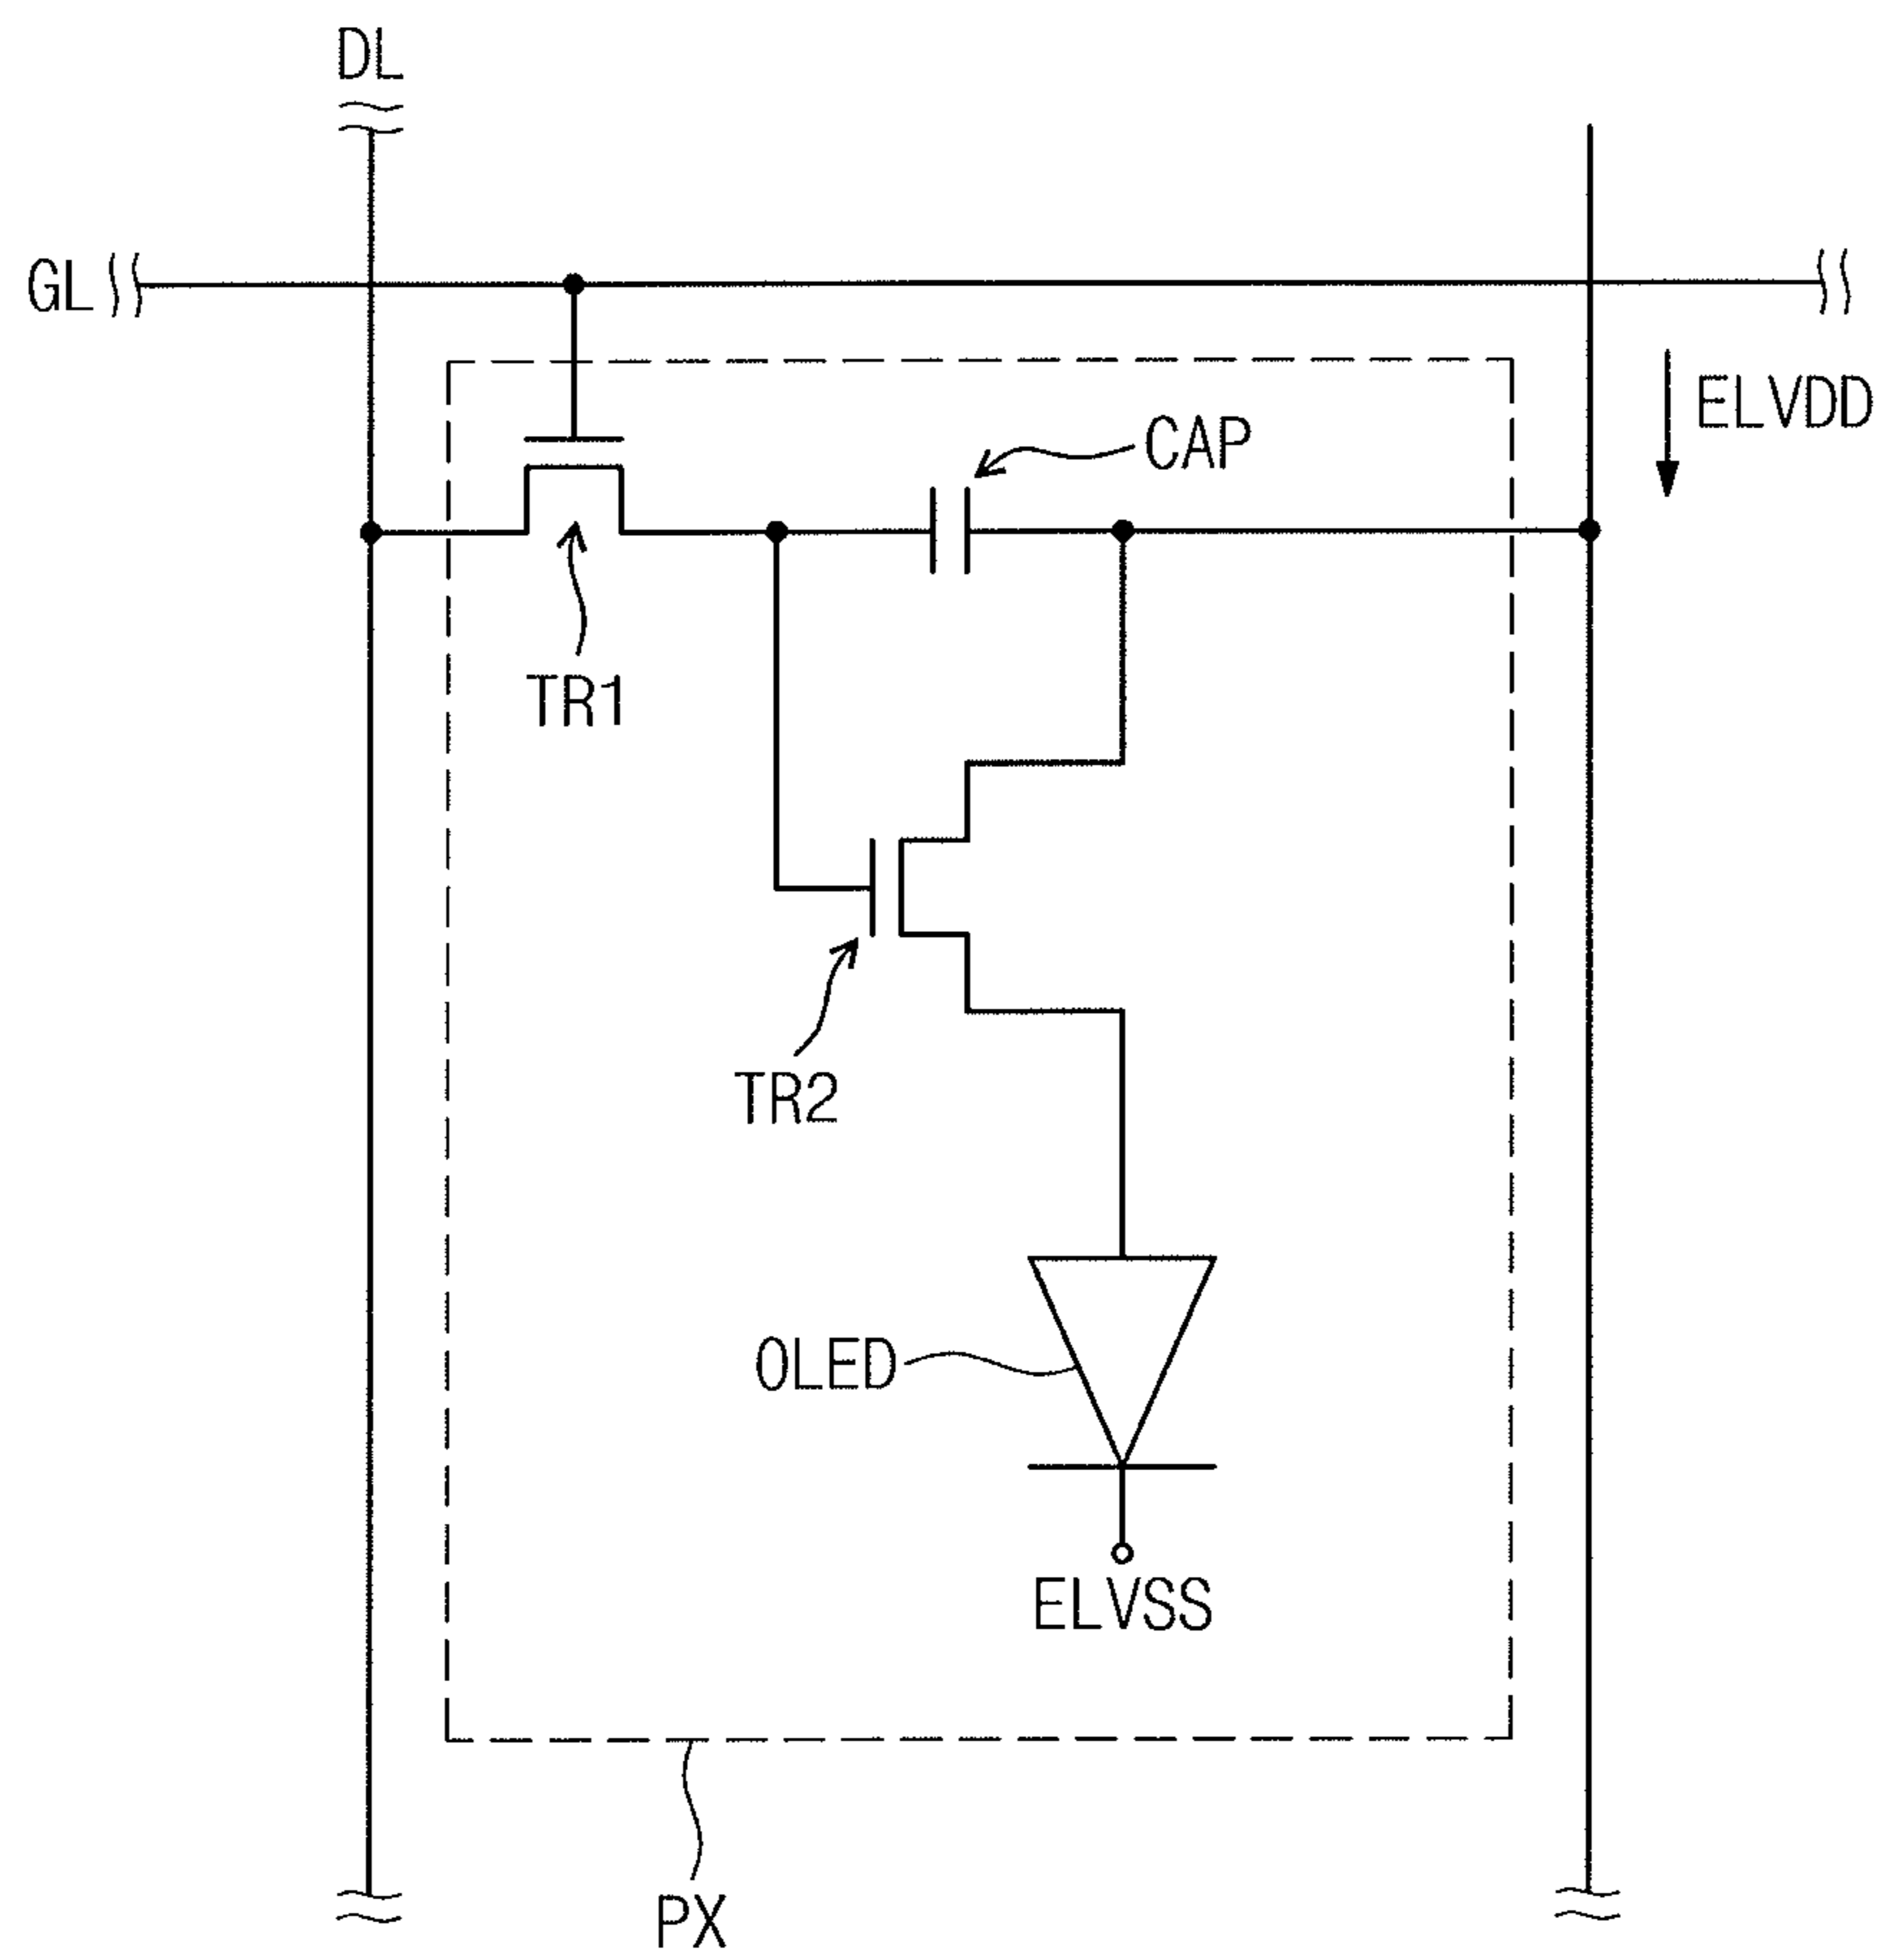 DL
GL
ELVDD
CAP
TR1
TR2
OLED
ELVSS
PX